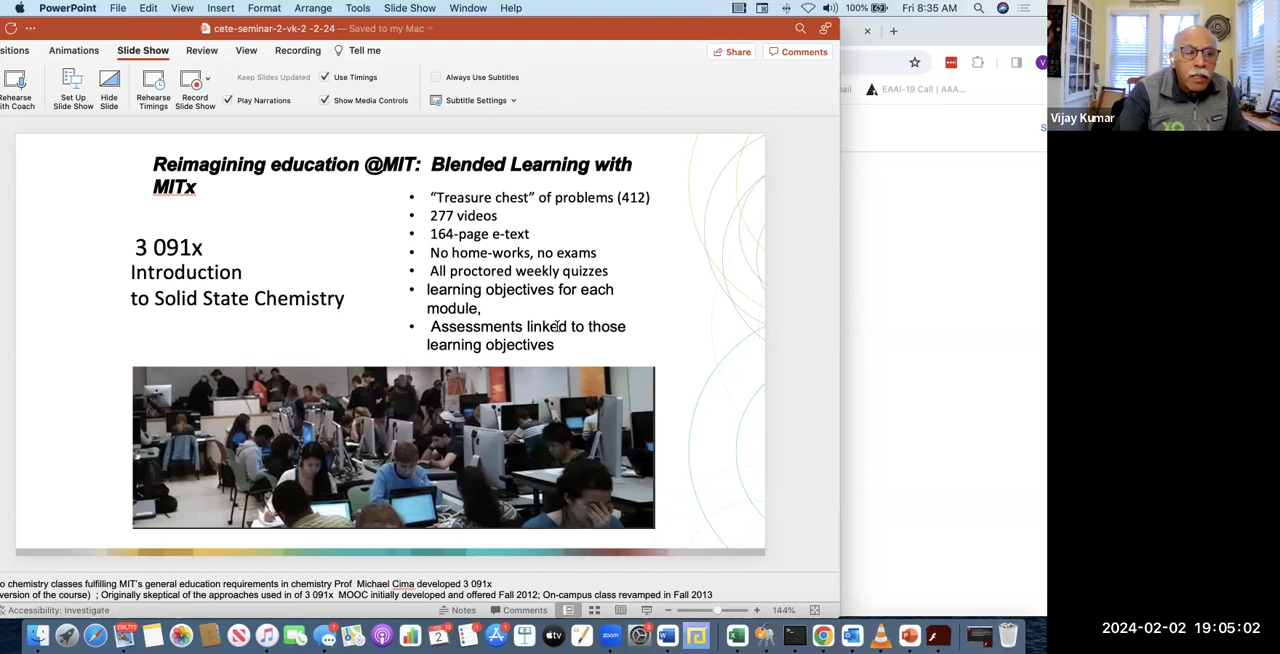 PowerPoint File Edit View Insert Format Arrange Tools Slide Show Window Help 100% Fri 8:35 AM
cete-seminar-2-vk-2 -2-24 — Saved to my Mac
sitions Animations Slide Show Review View Recording Tell me Share Comments
Rehearse
ith Coach
Set Up
Slide Show
Hide
Slide
Rehearse
Timings
Record
Slide Show
Keep Slides Updated
Play Narrations
Use Timings
Show Media Controls
Always Use Subtitles
Subtitle Settings
EAAI-19 Call | AAA...
Vijay Kumar
Reimagining education @MIT: Blended Learning with
MITx
3 091x
Introduction
to Solid State Chemistry
• “Treasure chest” of problems (412)
• 277 videos
• 164-page e-text
• No home-works, no exams
• All proctored weekly quizzes
• learning objectives for each
module,
• Assessments linked to those
learning objectives
o chemistry classes fulfilling MIT's general education requirements in chemistry Prof Michael Cima developed 3 091x
version of the course) ; Originally skeptical of the approaches used in of 3 091x MOOC initially developed and offered Fall 2012; On-campus class revamped in Fall 2013
Accessibility: Investigate Notes Comments 144%
2024-02-02 19:05:02